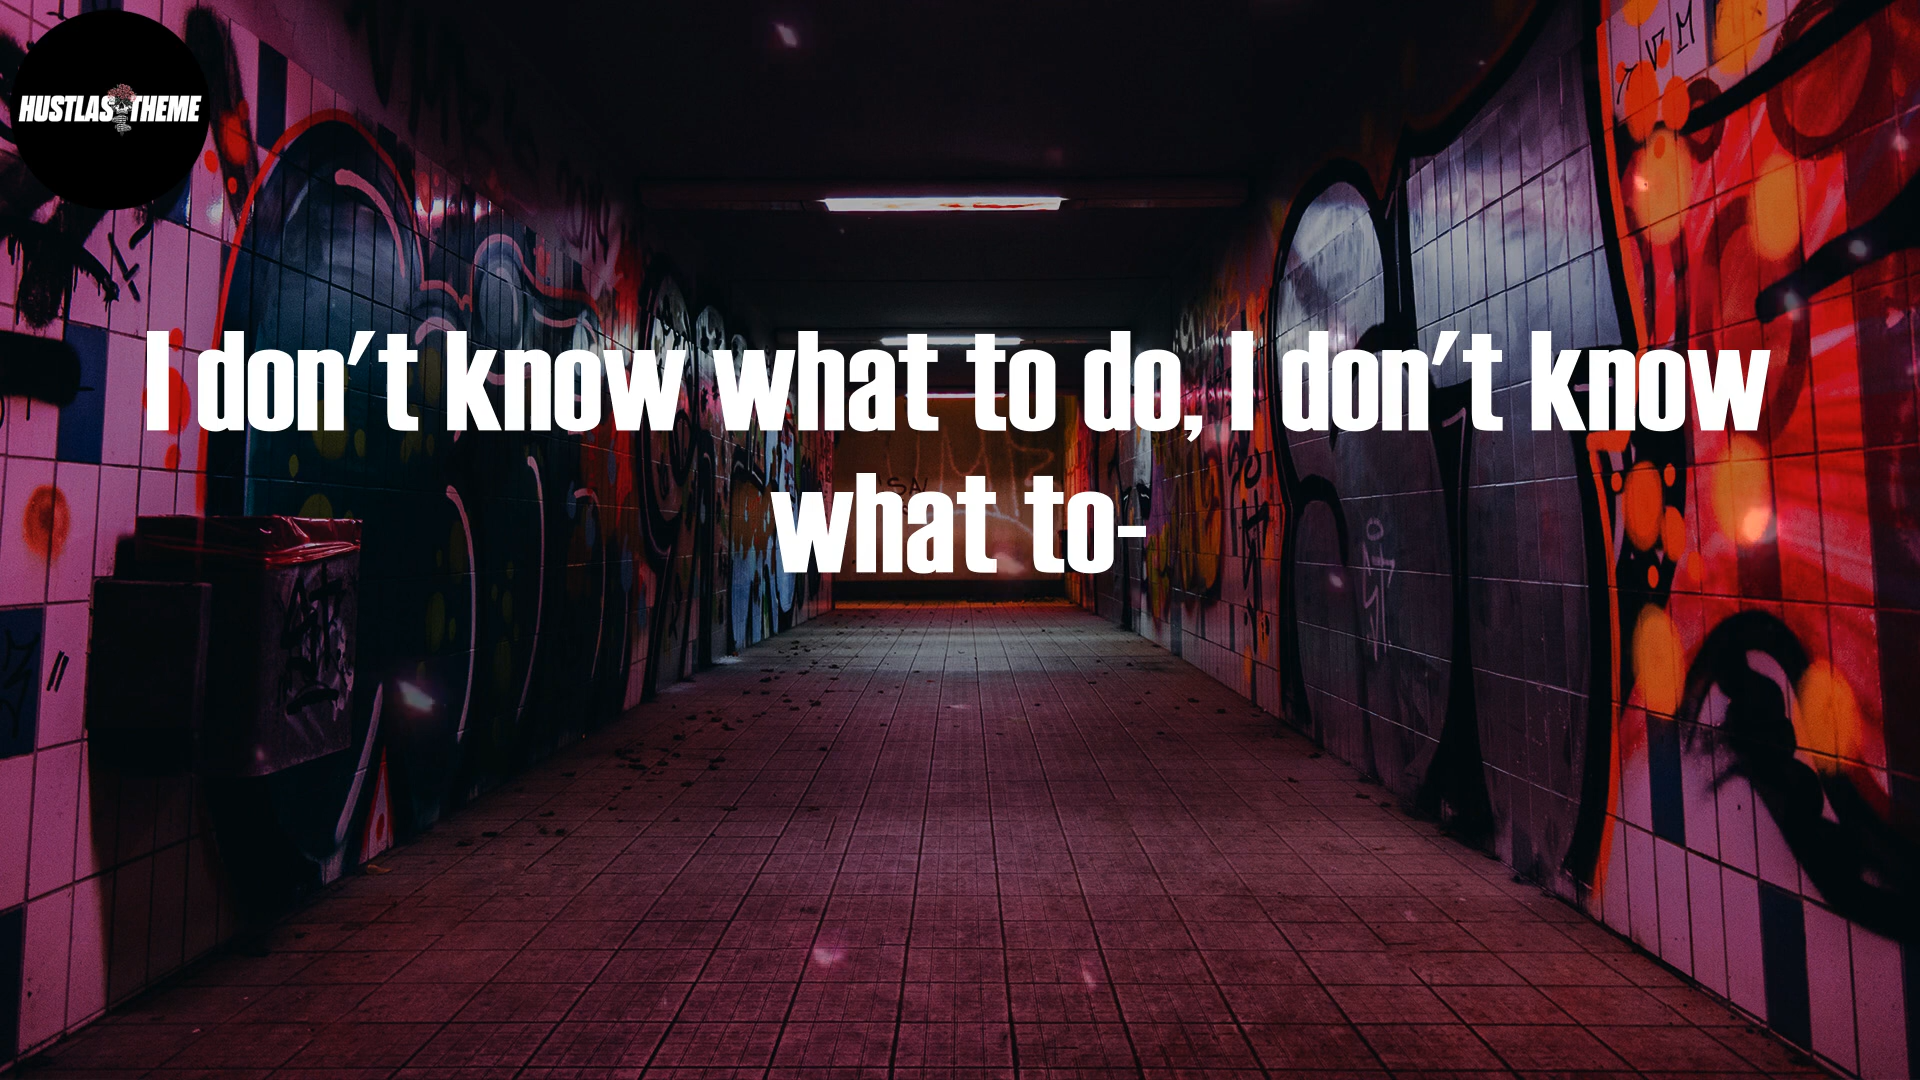 HUSTLAS THEME
I don't know what to do, I don't know
what to-